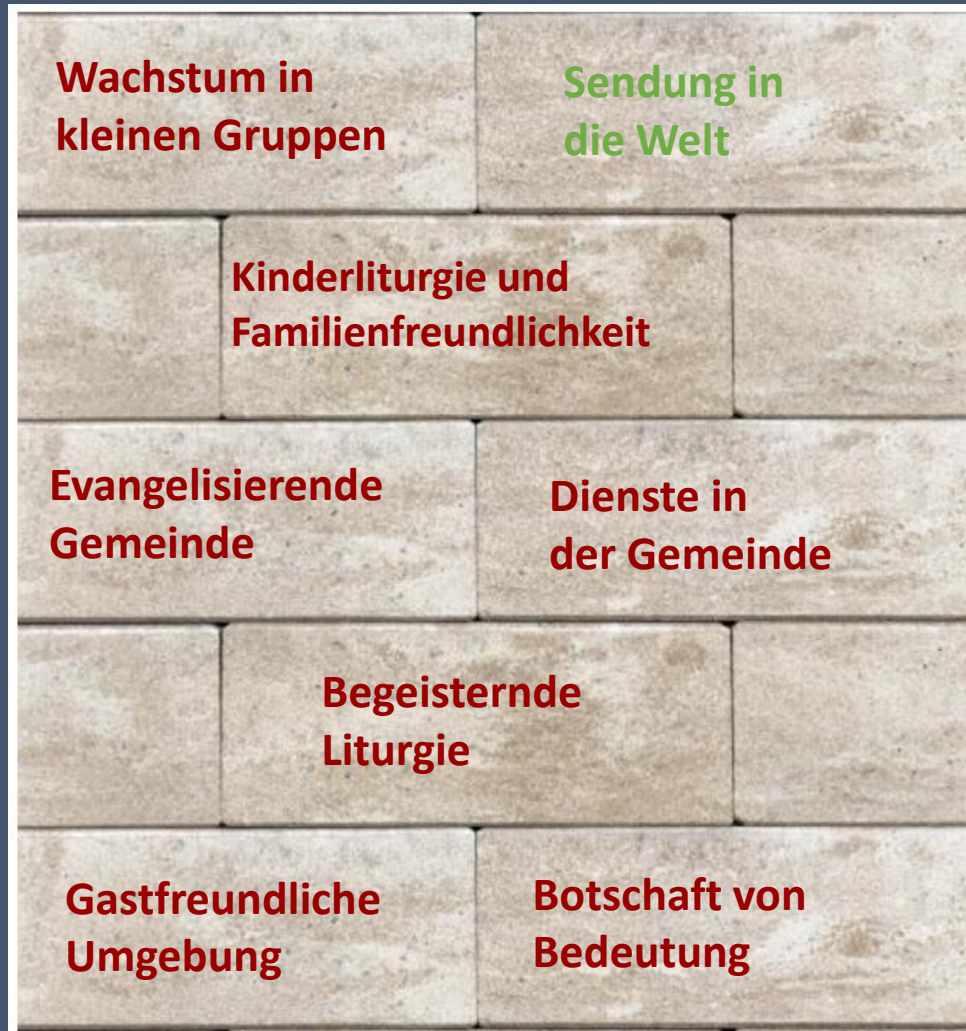 Wachstum in
kleinen Gruppen
Sendung in
die Welt
Kinderliturgie und
Familienfreundlichkeit
Evangelisierende
Gemeinde
Dienste in
der Gemeinde
Begeisternde
Liturgie
Gastfreundliche
Umgebung
Botschaft von
Bedeutung